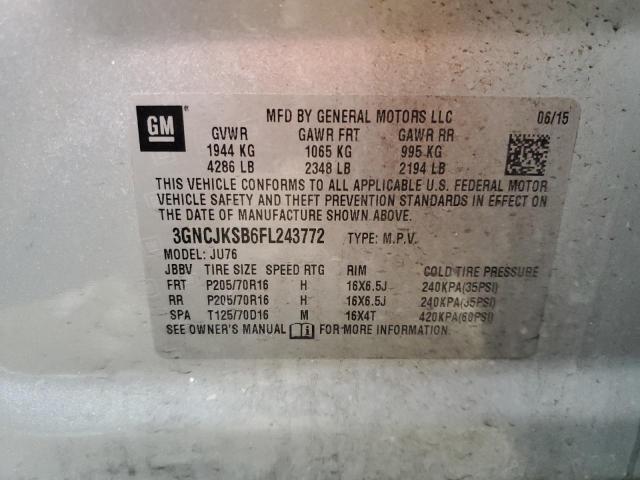 GM
®
MFD BY GENERAL MOTORS LLC 06/15
GVWR GAWR FRT GAWR RR
1944 KG 1065 KG 995 KG
4286 LB 2348 LB 2194 LB
THIS VEHICLE CONFORMS TO ALL APPLICABLE U.S. FEDERAL MOTOR
VEHICLE SAFETY AND THEFT PREVENTION STANDARDS IN EFFECT ON
THE DATE OF MANUFACTURE SHOWN ABOVE.
3GNCJKSB6FL243772 TYPE: M.P.V.
MODEL: JU76
JBBV TIRE SIZE SPEED RTG RIM COLD TIRE PRESSURE
FRT P205/70R16 H 16X6.5J 240KPA(35PSI)
RR P205/70R16 H 16X6.5J 240KPA(35PSI)
SPA T125/70D16 M 16X4T 420KPA(60PSI)
SEE OWNER'S MANUAL FOR MORE INFORMATION.